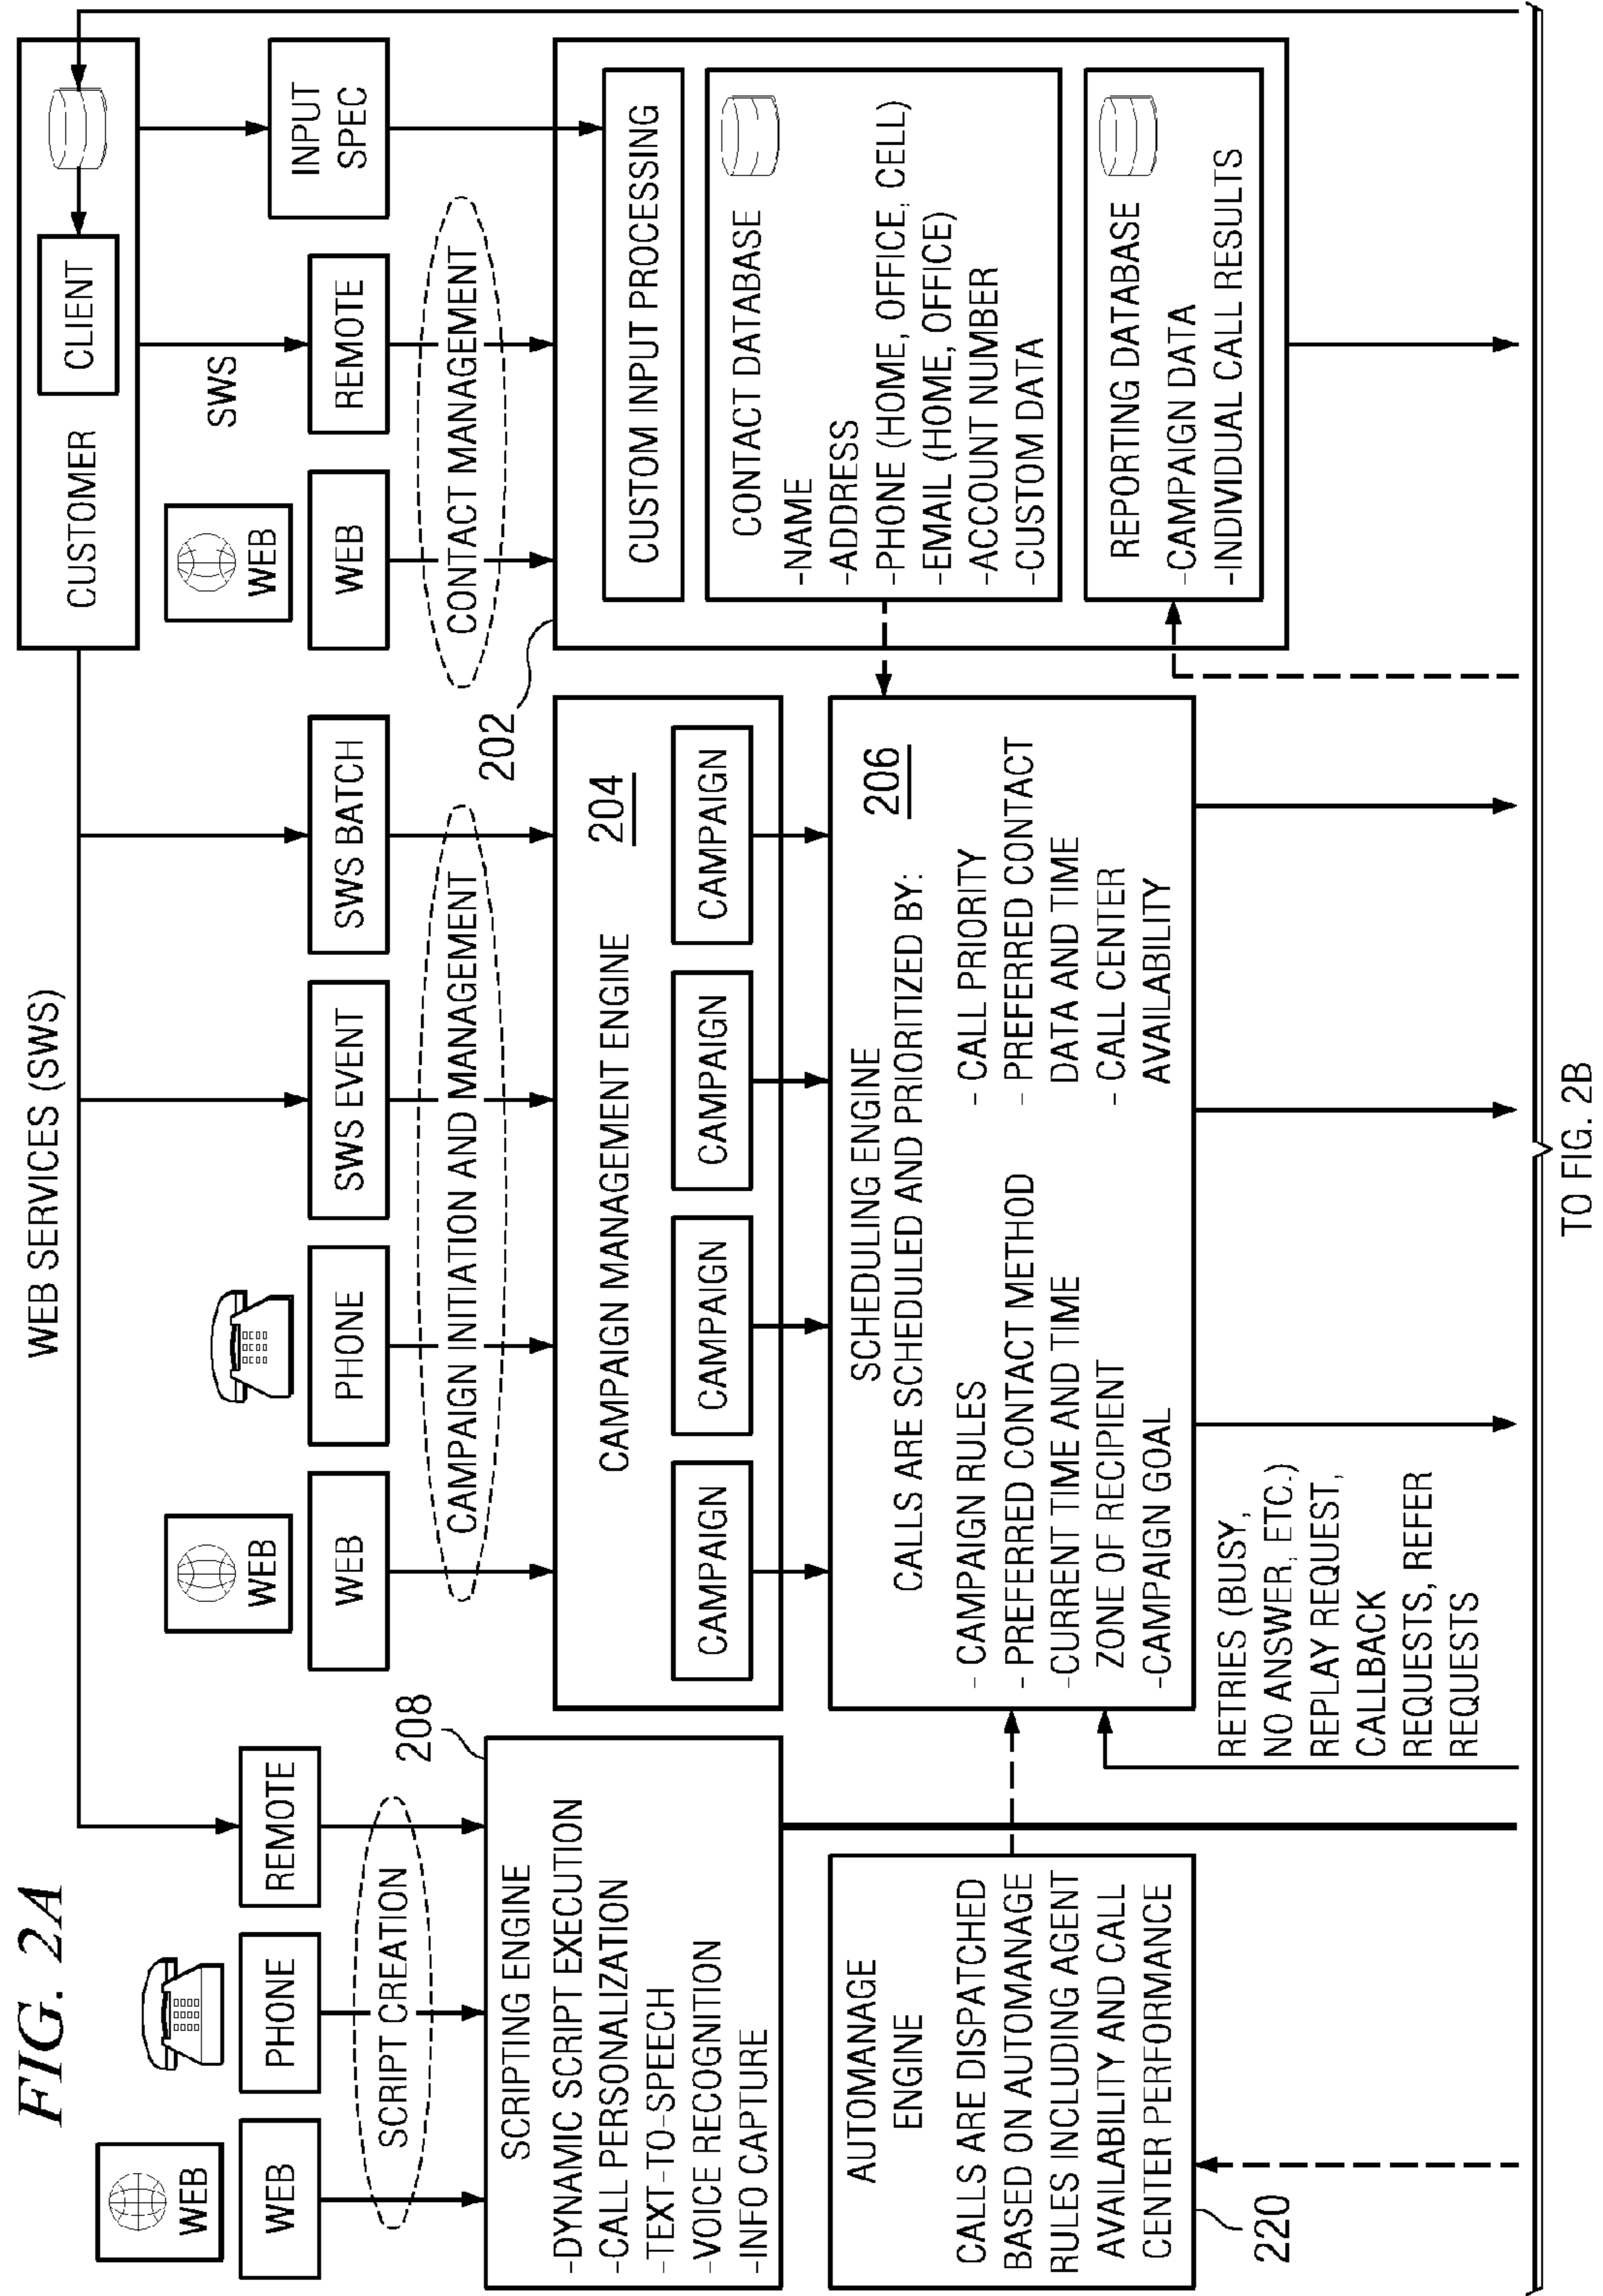 FIG. 2A
WEB SERVICES (SWS)
CUSTOMER
CLIENT
WEB
WEB
PHONE
REMOTE
SCRIPT CREATION
208
SCRIPTING ENGINE
-DYNAMIC SCRIPT EXECUTION
-CALL PERSONALIZATION
-TEXT-TO-SPEECH
-VOICE RECOGNITION
-INFO CAPTURE
WEB
WEB
PHONE
SWS EVENT
SWS BATCH
CAMPAIGN INITIATION AND MANAGEMENT
CAMPAIGN MANAGEMENT ENGINE
204
CAMPAIGN
CAMPAIGN
CAMPAIGN
CAMPAIGN
WEB
WEB
SWS
REMOTE
INPUT
SPEC
CONTACT MANAGEMENT
202
CUSTOM INPUT PROCESSING
CONTACT DATABASE
-NAME
-ADDRESS
-PHONE (HOME, OFFICE, CELL)
-EMAIL (HOME, OFFICE)
-ACCOUNT NUMBER
-CUSTOM DATA
REPORTING DATABASE
-CAMPAIGN DATA
-INDIVIDUAL CALL RESULTS
AUTOMANAGE
ENGINE
CALLS ARE DISPATCHED
BASED ON AUTOMANAGE
RULES INCLUDING AGENT
AVAILABILITY AND CALL
CENTER PERFORMANCE
220
SCHEDULING ENGINE
206
CALLS ARE SCHEDULED AND PRIORITIZED BY:
- CAMPAIGN RULES
- PREFERRED CONTACT METHOD
-CURRENT TIME AND TIME
ZONE OF RECIPIENT
-CAMPAIGN GOAL
- CALL PRIORITY
- PREFERRED CONTACT
DATA AND TIME
- CALL CENTER
AVAILABILITY
RETRIES (BUSY,
NO ANSWER, ETC.)
REPLAY REQUEST,
CALLBACK
REQUESTS, REFER
REQUESTS
TO FIG. 2B